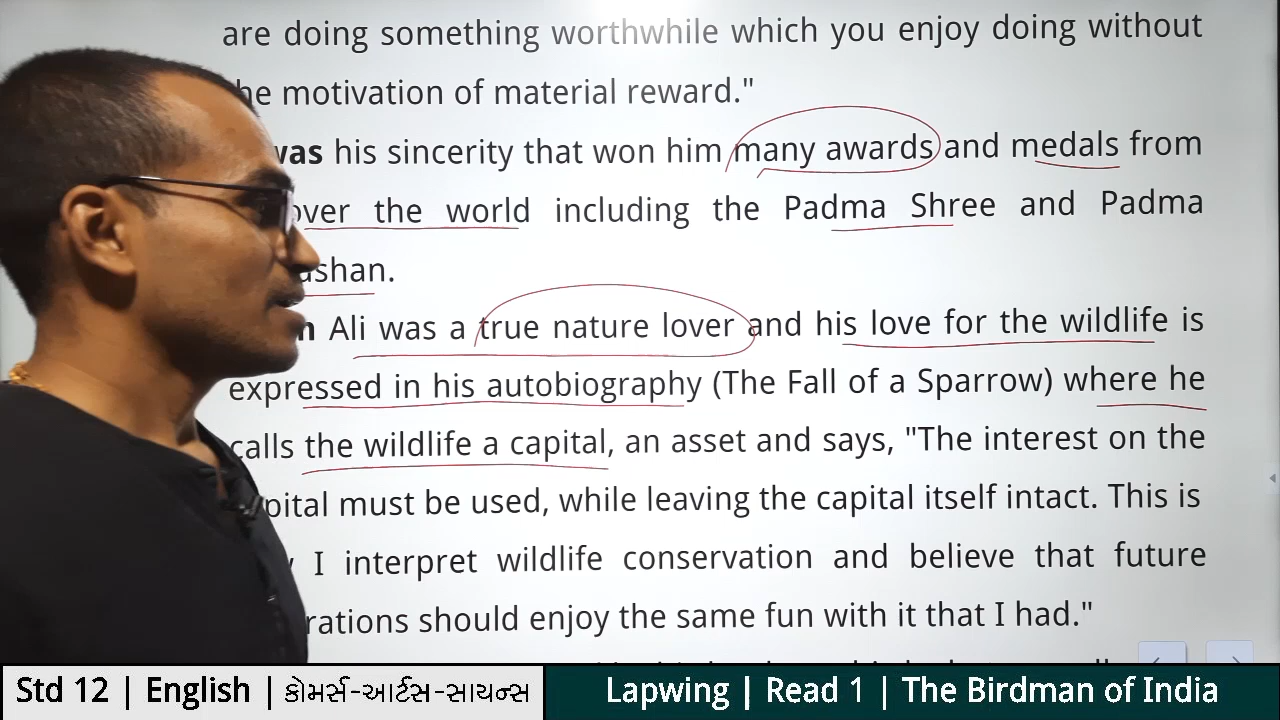 are doing something worthwhile which you enjoy doing without
he motivation of material reward."
was his sincerity that won him many awards and medals from
over the world including the Padma Shree and Padma
ashan.
Ali was a true nature lover and his love for the wildlife is
expressed in his autobiography (The Fall of a Sparrow) where he
calls the wildlife a capital, an asset and says, "The interest on the
pital must be used, while leaving the capital itself intact. This is
I interpret wildlife conservation and believe that future
rations should enjoy the same fun with it that I had."
Std 12 | English | કોમર્સ-આર્ટસ-સાયન્સ
Lapwing | Read 1 | The Birdman of India